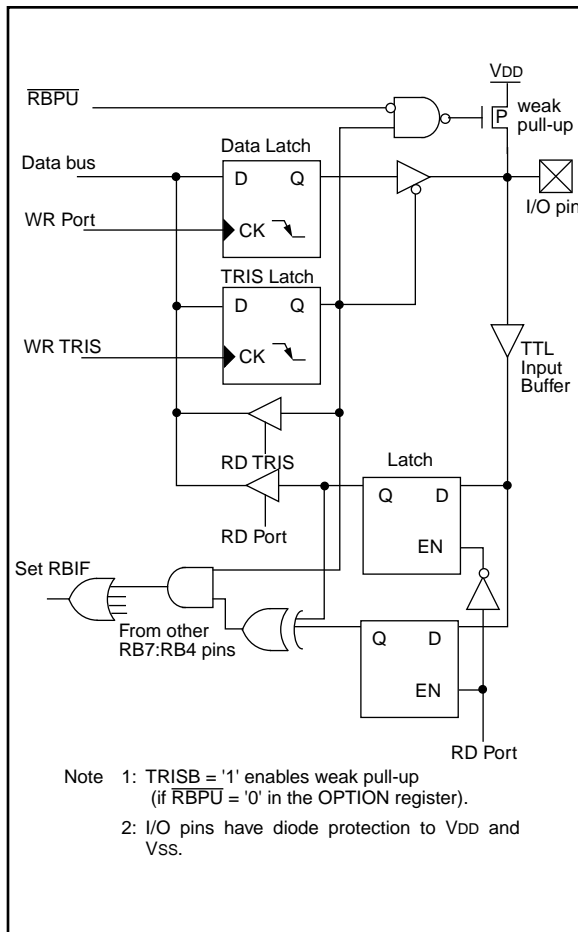 VDD
RBPU
weak
pull-up
P
Data Latch
Data bus
D Q
I/O pin
WR Port
CK
TRIS Latch
D Q
TTL
Input
Buffer
WR TRIS
CK
RD TRIS
Latch
Q D
RD Port
EN
Set RBIF
From other
RB7:RB4 pins
Q D
EN
RD Port
Note 1: TRISB = '1' enables weak pull-up
(if RBPU = '0' in the OPTION register).
2: I/O pins have diode protection to VDD and
VSS.